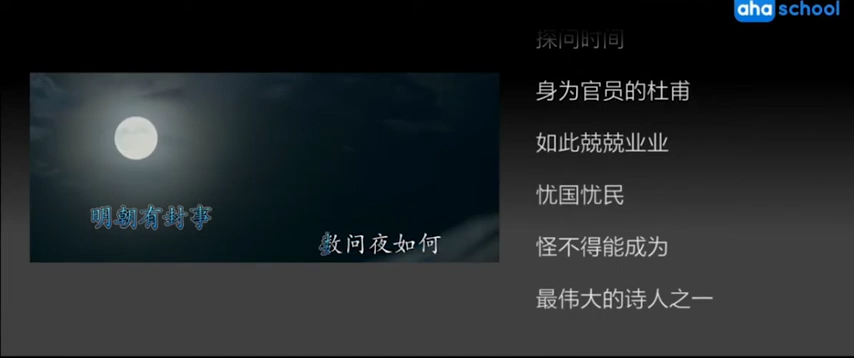 aha school
探问时间
身为官员的杜甫
如此兢兢业业
忧国忧民
怪不得能成为
最伟大的诗人之一
明朝有封事
数问夜如何